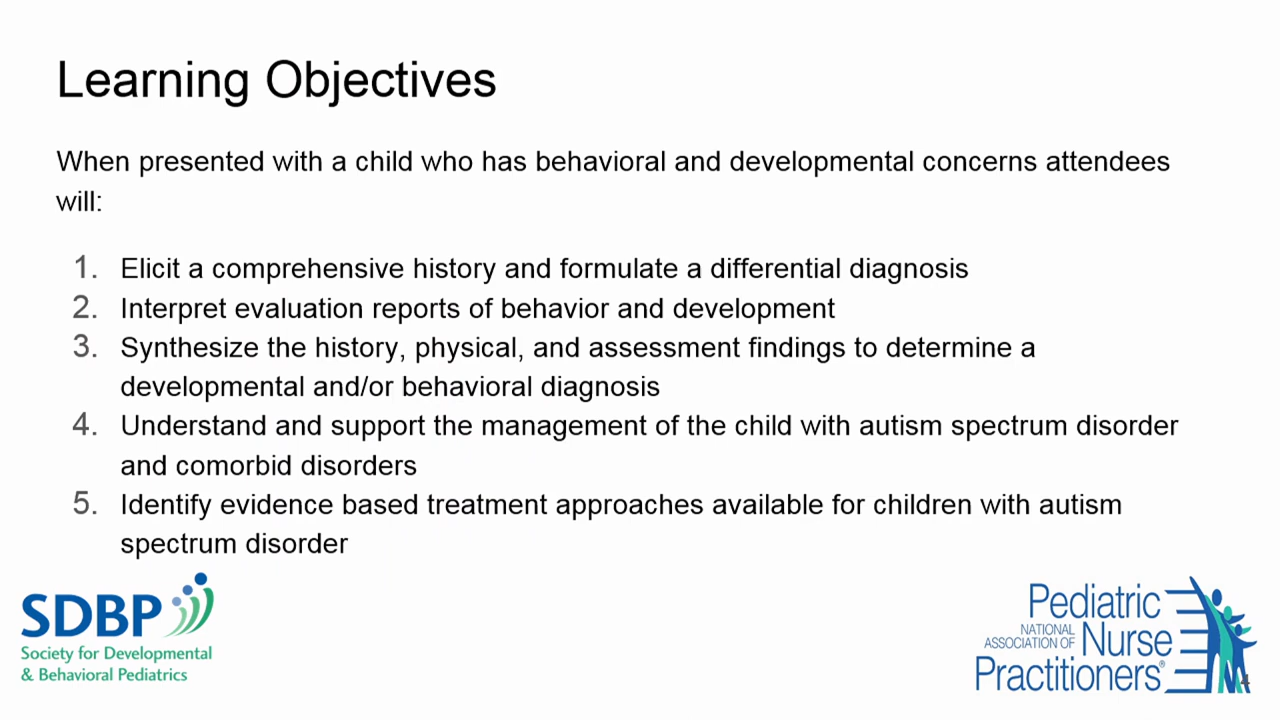 Learning Objectives
When presented with a child who has behavioral and developmental concerns attendees
will:
1. Elicit a comprehensive history and formulate a differential diagnosis
2. Interpret evaluation reports of behavior and development
3. Synthesize the history, physical, and assessment findings to determine a
developmental and/or behavioral diagnosis
4. Understand and support the management of the child with autism spectrum disorder
and comorbid disorders
5. Identify evidence based treatment approaches available for children with autism
spectrum disorder
SDBP
Society for Developmental
& Behavioral Pediatrics
Pediatric
NATIONAL
ASSOCIATION OF Nurse
Practitioners®
4